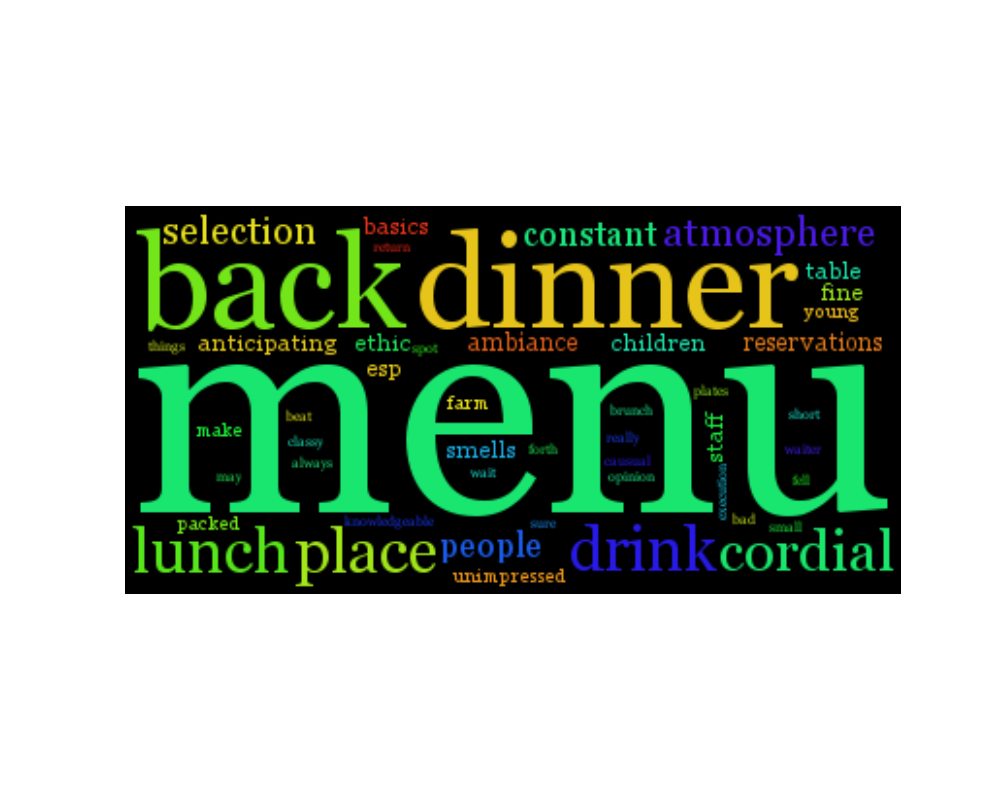 selection basics constant atmosphere
return
back dinner table
fine
young
things anticipating ethic spot ambiance children reservations
esp
menu
farm plates
make beat brunch short
classy smells forth really staff waiter
always causual
may wait opinion execution fell
packed knowledgeable sure bad small
lunch place people drink cordial
unimpressed